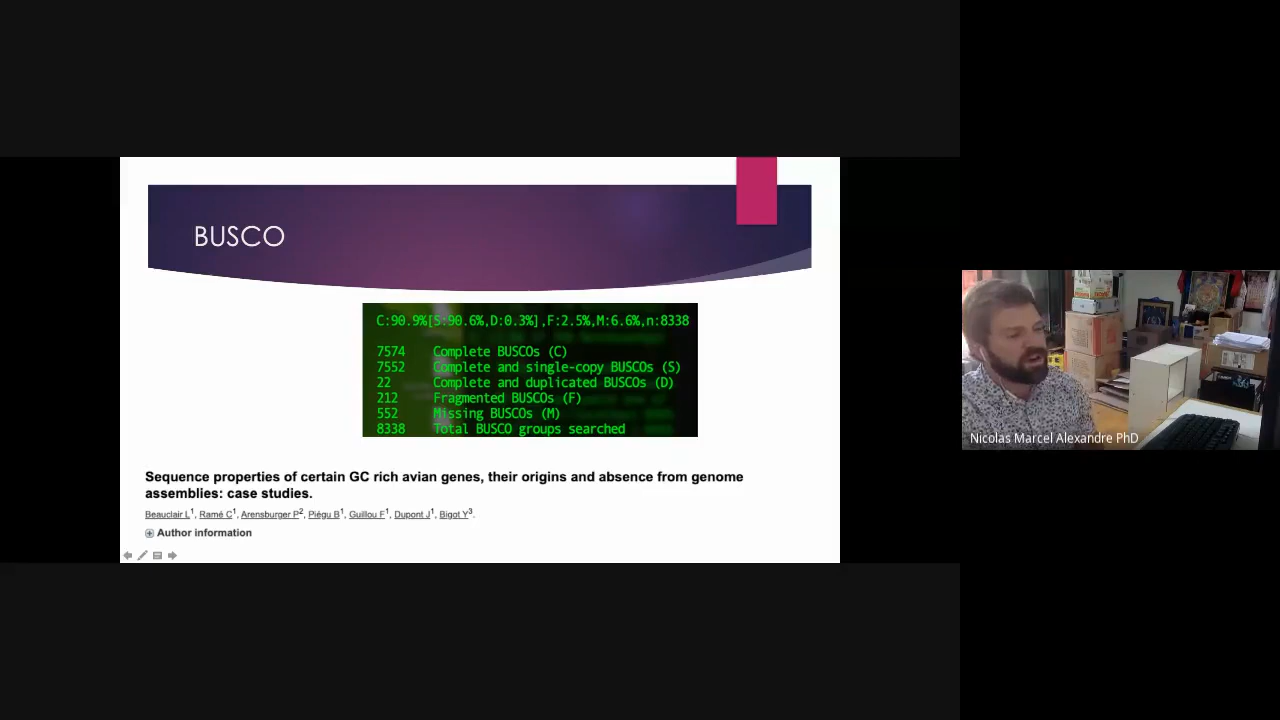 BUSCO
C:90.9%[S:90.6%,D:0.3%],F:2.5%,M:6.6%,n:8338
7574 Complete BUSCOs (C)
7552 Complete and single-copy BUSCOs (S)
22 Complete and duplicated BUSCOs (D)
212 Fragmented BUSCOs (F)
552 Missing BUSCOs (M)
8338 Total BUSCO groups searched
Sequence properties of certain GC rich avian genes, their origins and absence from genome
assemblies: case studies.
Beauclair L1, Ramé C1, Arensburger P2, Piégu B1, Guillou F1, Dupont J1, Bigot Y3.
Author information
Nicolas Marcel Alexandre PhD